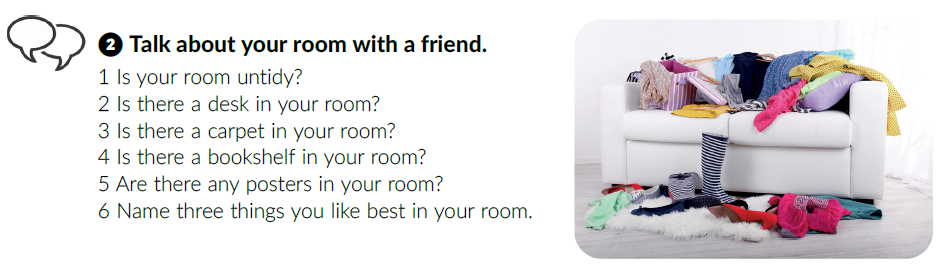 2 Talk about your room with a friend.
1 Is your room untidy?
2 Is there a desk in your room?
3 Is there a carpet in your room?
4 Is there a bookshelf in your room?
5 Are there any posters in your room?
6 Name three things you like best in your room.